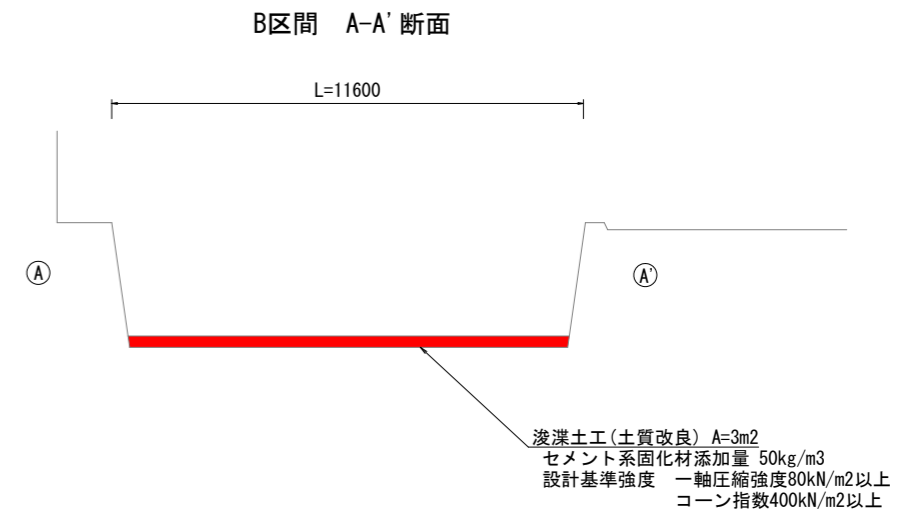 B区間　A-A'断面
L=11600
Ⓐ
A'
浚渫土工(土質改良) A=3m2
セメント系固化材添加量 50kg/m3
設計基準強度　一軸圧縮強度80kN/m2以上
コーン指数400kN/m2以上